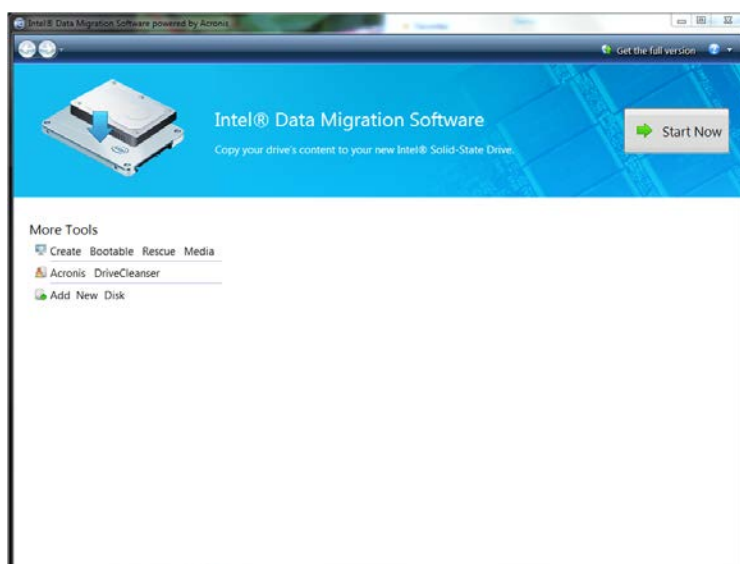 Intel® Data Migration Software powered by Acronis
Get the full version
Intel® Data Migration Software
Copy your drive's content to your new Intel® Solid-State Drive.
Start Now
More Tools
Create Bootable Rescue Media
Acronis DriveCleanser
Add New Disk